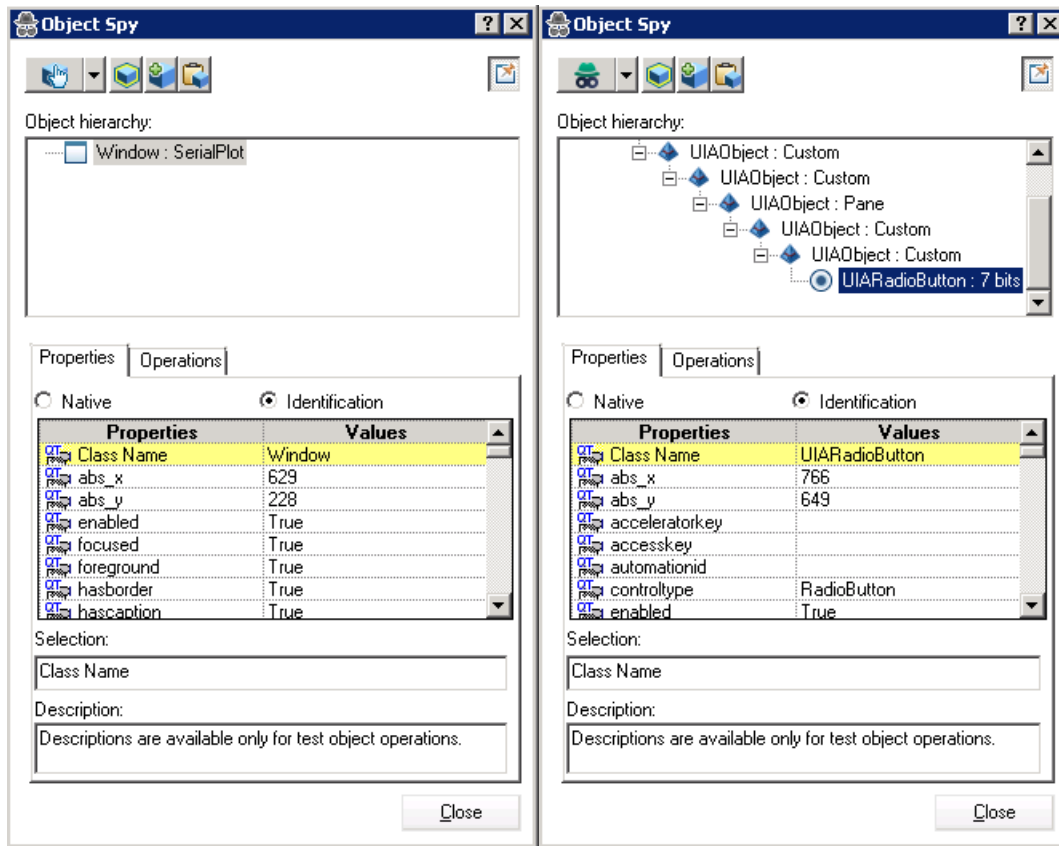 Object Spy
Object hierarchy:
Window : SerialPlot
Properties
Operations
Native
Identification
Properties Values
Class Name Window
abs_x 629
abs_y 228
enabled True
focused True
foreground True
hasborder True
hascaption True
Selection:
Class Name
Description:
Descriptions are available only for test object operations.
Close
Object Spy
Object hierarchy:
UIAObject : Custom
UIAObject : Custom
UIAObject : Pane
UIAObject : Custom
UIAObject : Custom
UIARadioButton : 7 bits
Properties
Operations
Native
Identification
Properties Values
Class Name UIARadioButton
abs_x 766
abs_y 649
acceleratorkey
accesskey
automationid
controltype RadioButton
enabled True
Selection:
Class Name
Description:
Descriptions are available only for test object operations.
Close